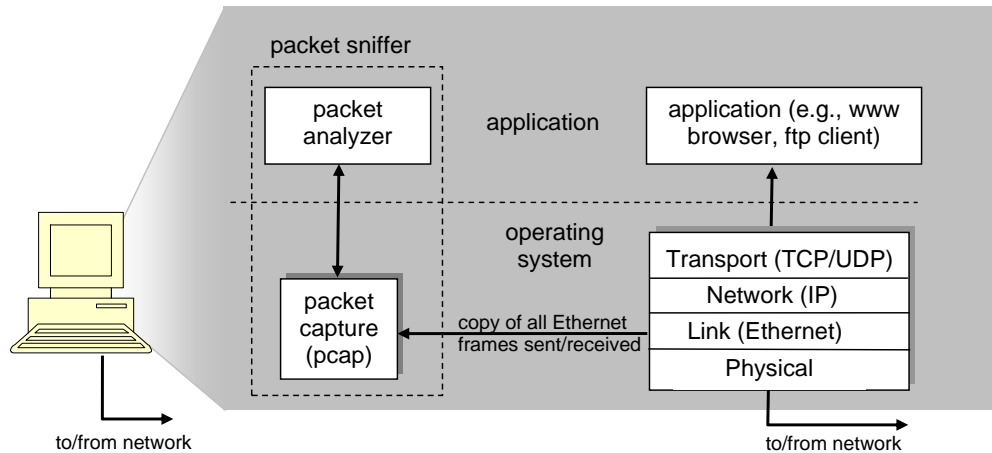 packet sniffer
packet
analyzer
application
application (e.g., www
browser, ftp client)
operating
system
packet
capture
(pcap)
copy of all Ethernet
frames sent/received
Transport (TCP/UDP)
Network (IP)
Link (Ethernet)
Physical
to/from network
to/from network